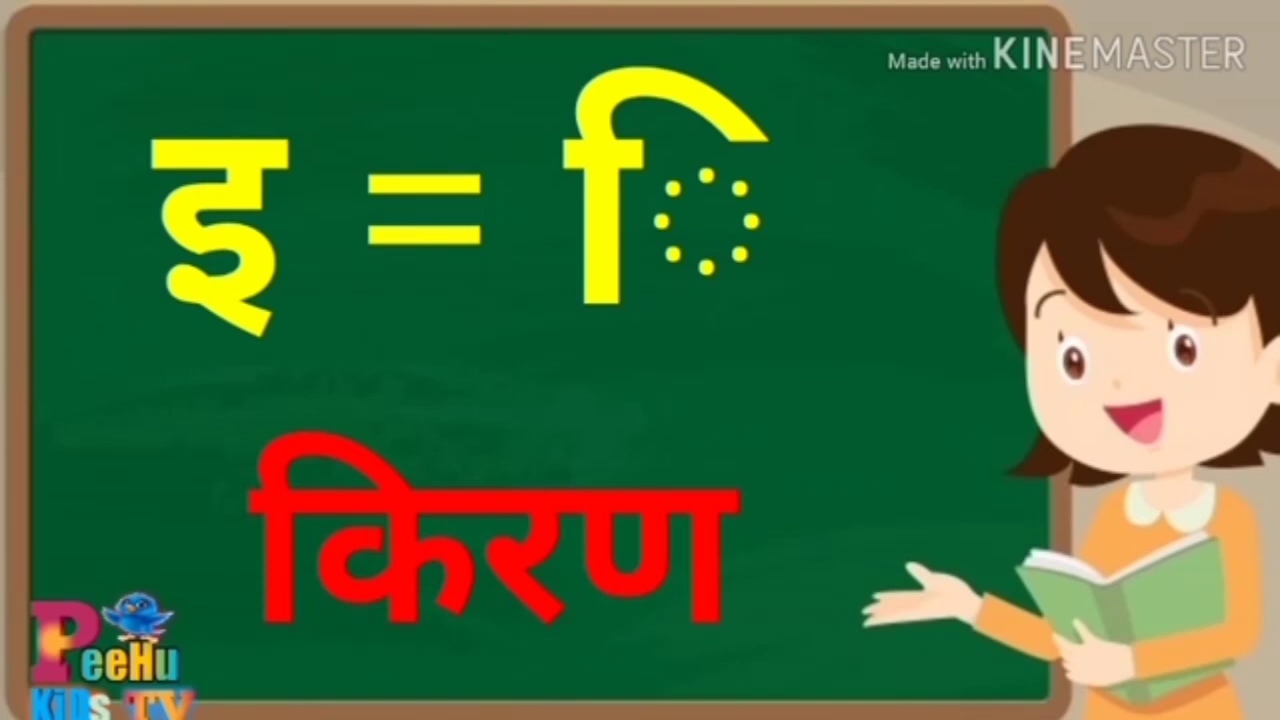 Made with KINEMASTER
इ = ि
किरण
PeeHu
KiDs TV